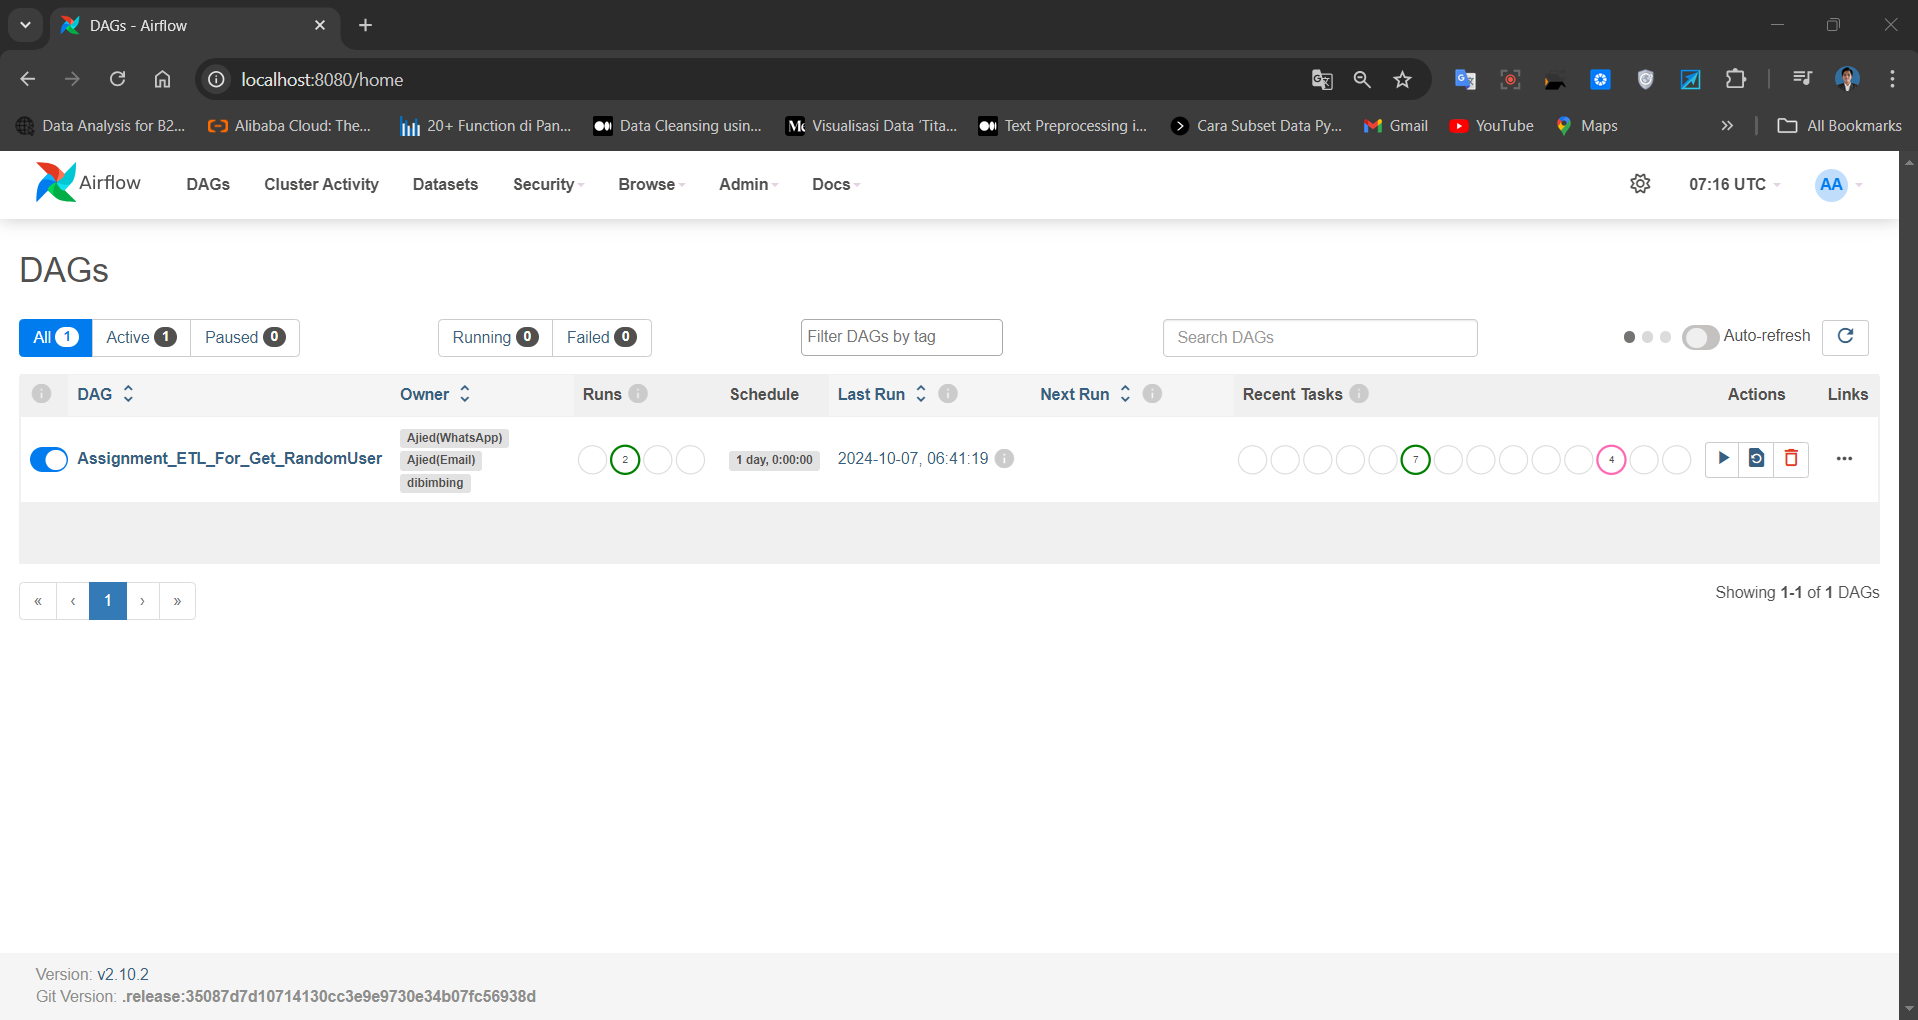 DAGs - Airflow
localhost:8080/home
Data Analysis for B2...
Alibaba Cloud: The...
20+ Function di Pan...
Data Cleansing usin...
Visualisasi Data 'Tita...
Text Preprocessing i...
Cara Subset Data Py...
Gmail
YouTube
Maps
All Bookmarks
Airflow
DAGs
Cluster Activity
Datasets
Security
Browse
Admin
Docs
07:16 UTC
AA
DAGs
All 1
Active 1
Paused 0
Running 0
Failed 0
Filter DAGs by tag
Search DAGs
Auto-refresh
DAG
Owner
Runs
Schedule
Last Run
Next Run
Recent Tasks
Actions
Links
Assignment_ETL_For_Get_RandomUser
Ajied(WhatsApp)
Ajied(Email)
dibimbing
2
1 day, 0:00:00
2024-10-07, 06:41:19
7
4
« ‹ 1 › »
Showing 1-1 of 1 DAGs
Version: v2.10.2
Git Version: .release:35087d7d10714130cc3e9e9730e34b07fc56938d